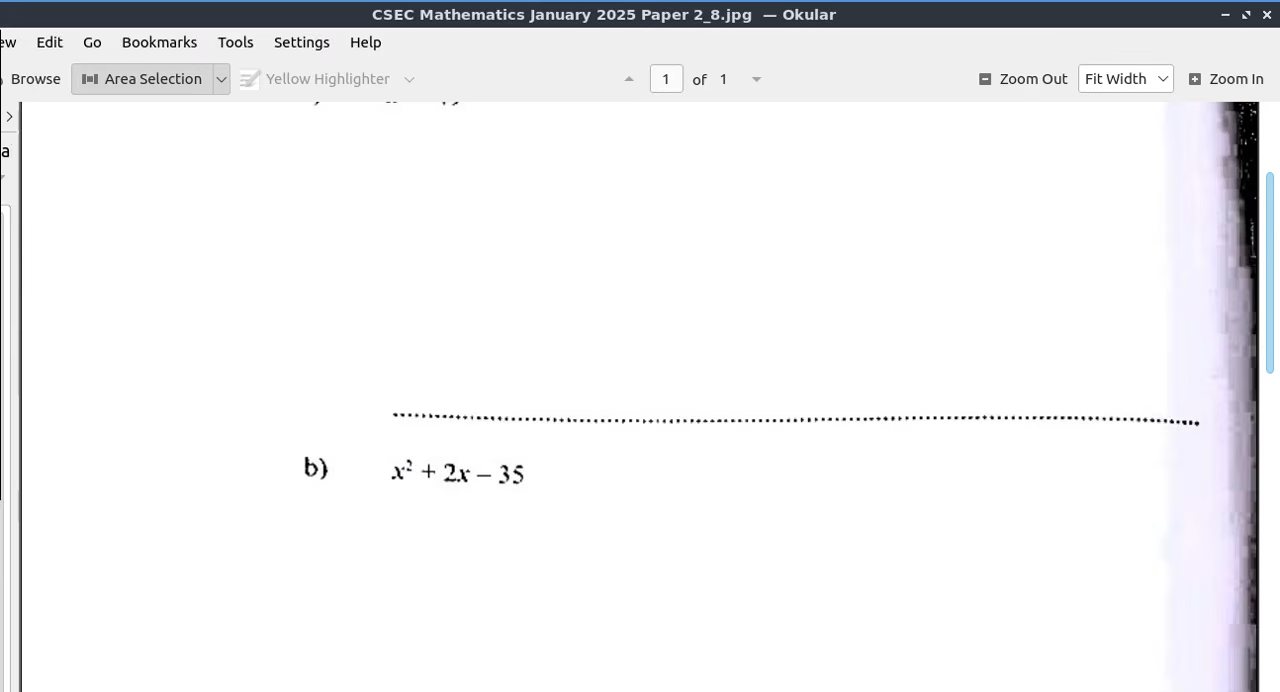 CSEC Mathematics January 2025 Paper 2_8.jpg — Okular
ew Edit Go Bookmarks Tools Settings Help
Browse Area Selection Yellow Highlighter 1 of 1 Zoom Out Fit Width Zoom In
a
b) x² + 2x – 35